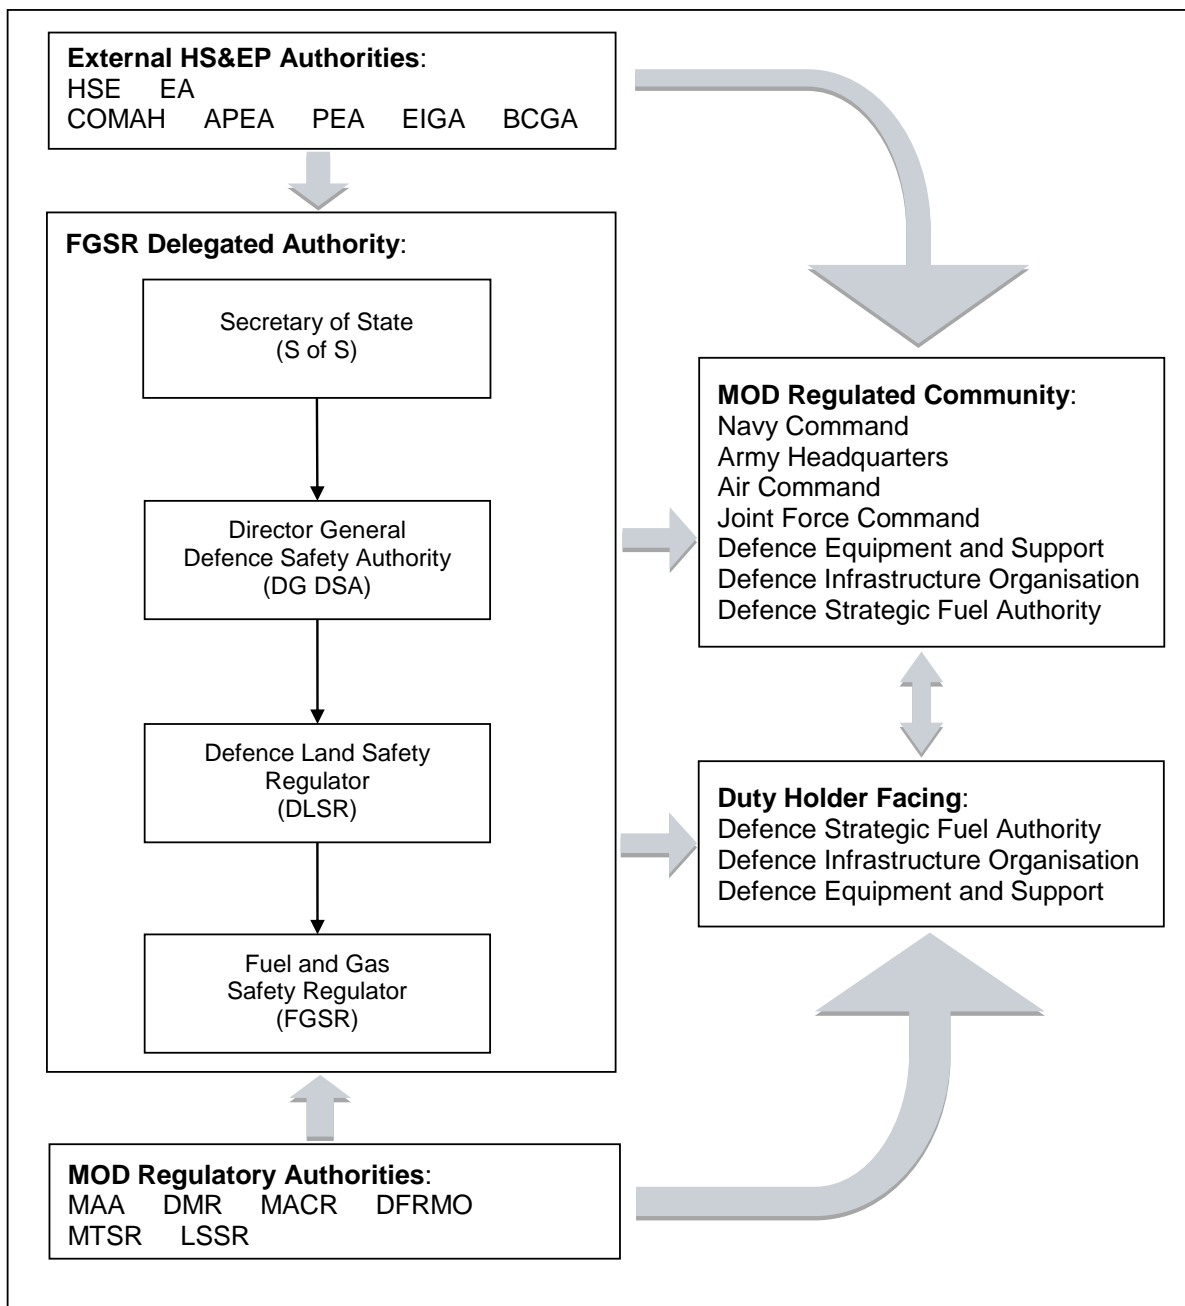 External HS&EP Authorities:
HSE EA
COMAH APEA PEA EIGA BCGA
FGSR Delegated Authority:
Secretary of State
(S of S)
Director General
Defence Safety Authority
(DG DSA)
Defence Land Safety
Regulator
(DLSR)
Fuel and Gas
Safety Regulator
(FGSR)
MOD Regulatory Authorities:
MAA DMR MACR DFRMO
MTSR LSSR
MOD Regulated Community:
Navy Command
Army Headquarters
Air Command
Joint Force Command
Defence Equipment and Support
Defence Infrastructure Organisation
Defence Strategic Fuel Authority
Duty Holder Facing:
Defence Strategic Fuel Authority
Defence Infrastructure Organisation
Defence Equipment and Support